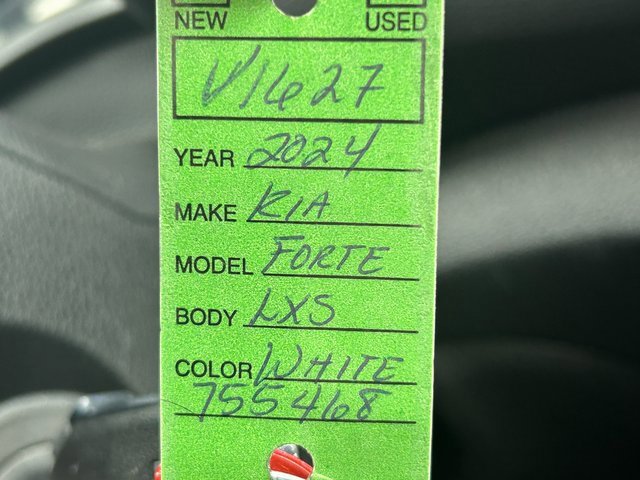 NEW USED
V1627
YEAR 2024
MAKE KIA
MODEL FORTE
BODY LXS
COLOR WHITE
755468